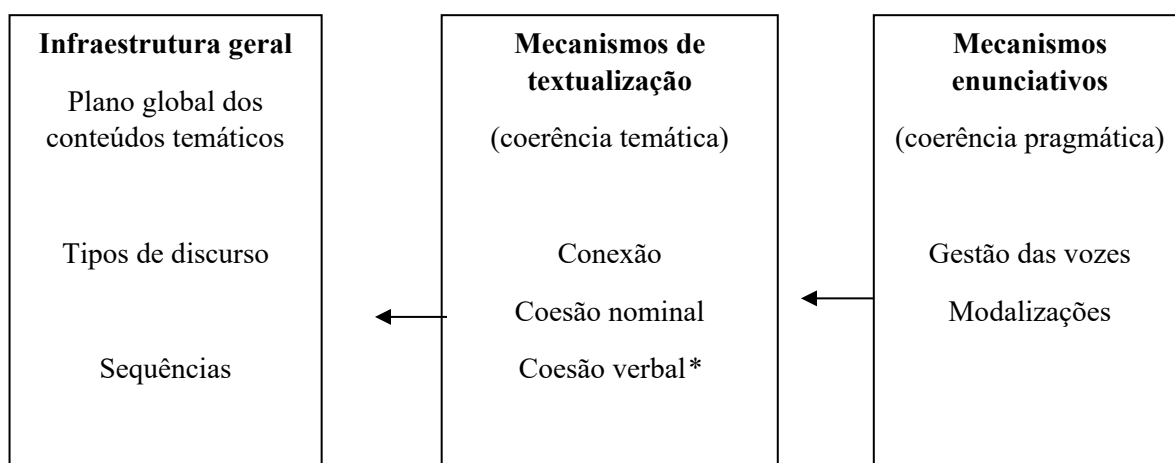 Infraestrutura geral
Plano global dos
conteúdos temáticos
Tipos de discurso
Sequências
Mecanismos de
textualização
(coerência temática)
Conexão
Coesão nominal
Coesão verbal*
Mecanismos
enunciativos
(coerência pragmática)
Gestão das vozes
Modalizações